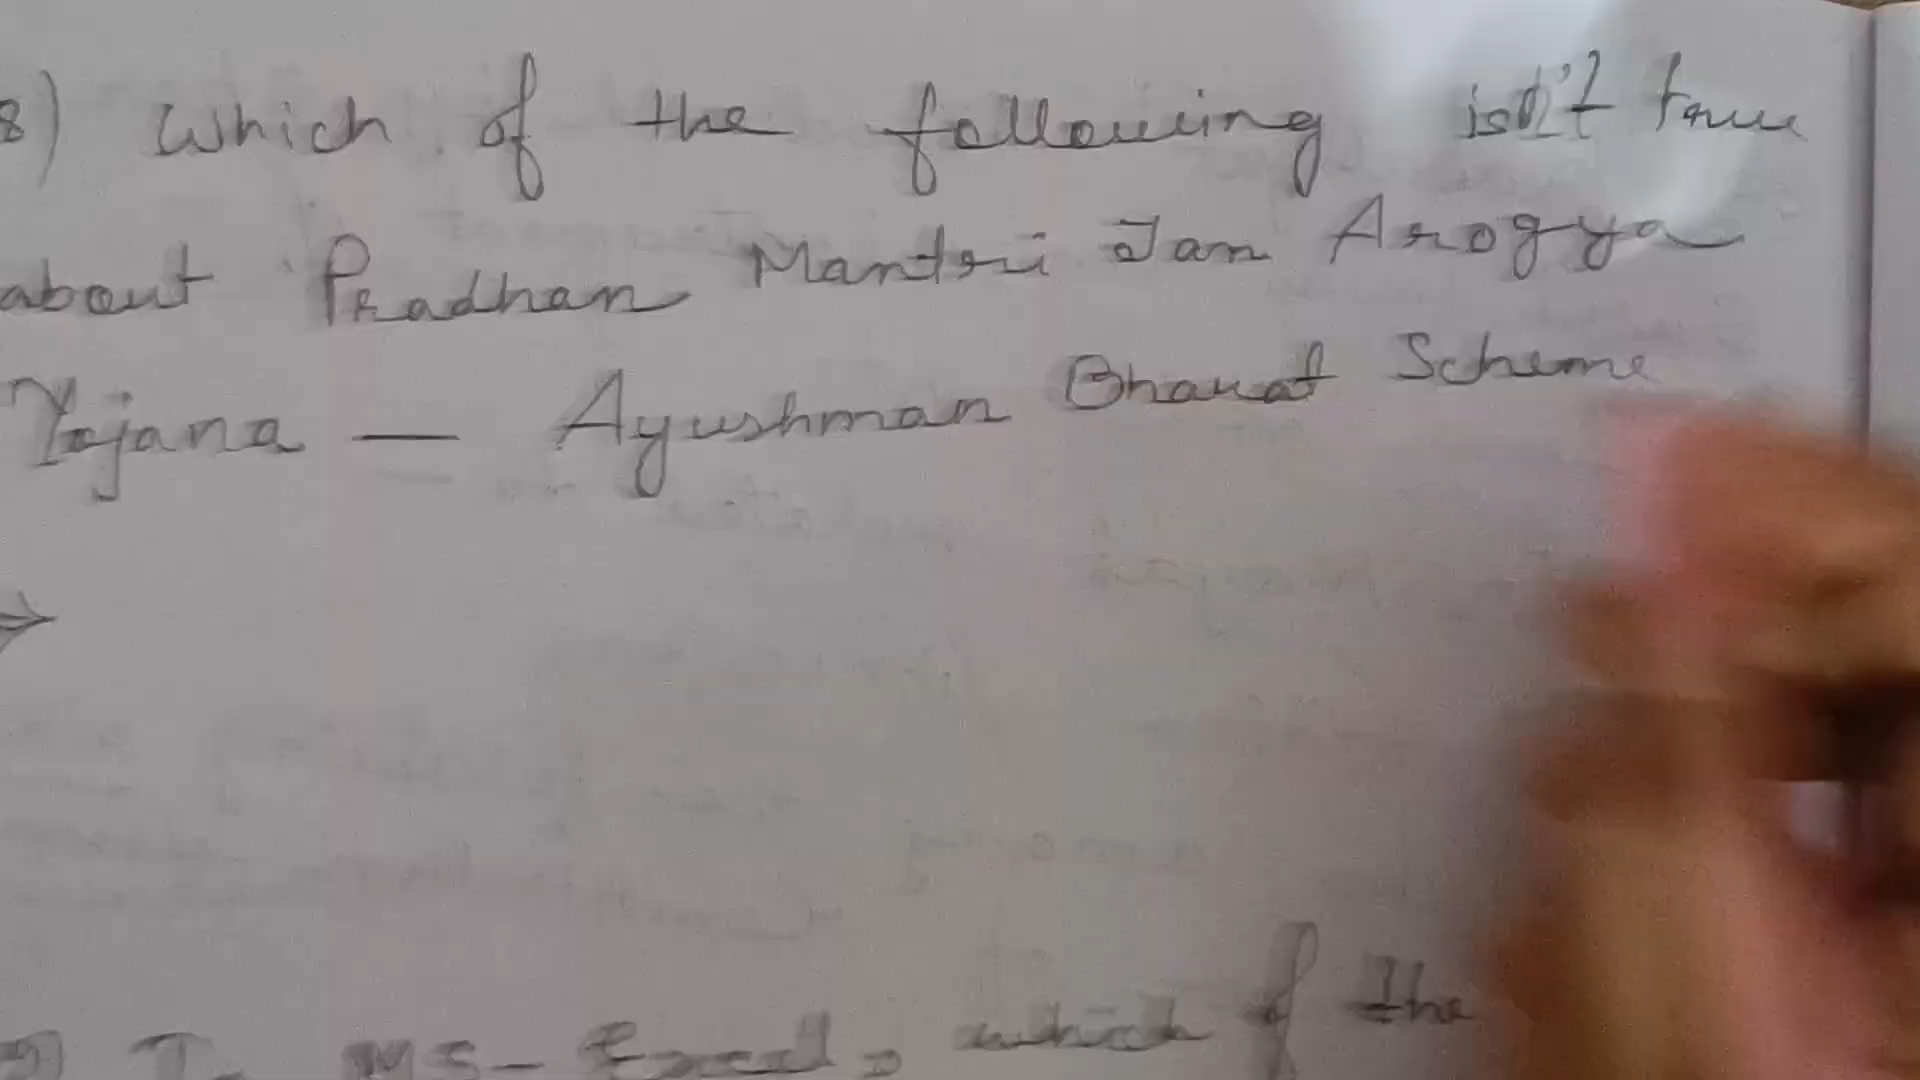 8) Which of the following isn't true
about Pradhan Mantri Jan Arogya
Yojana — Ayushman Bharat Scheme
→
9) In MS-Excel, which of the